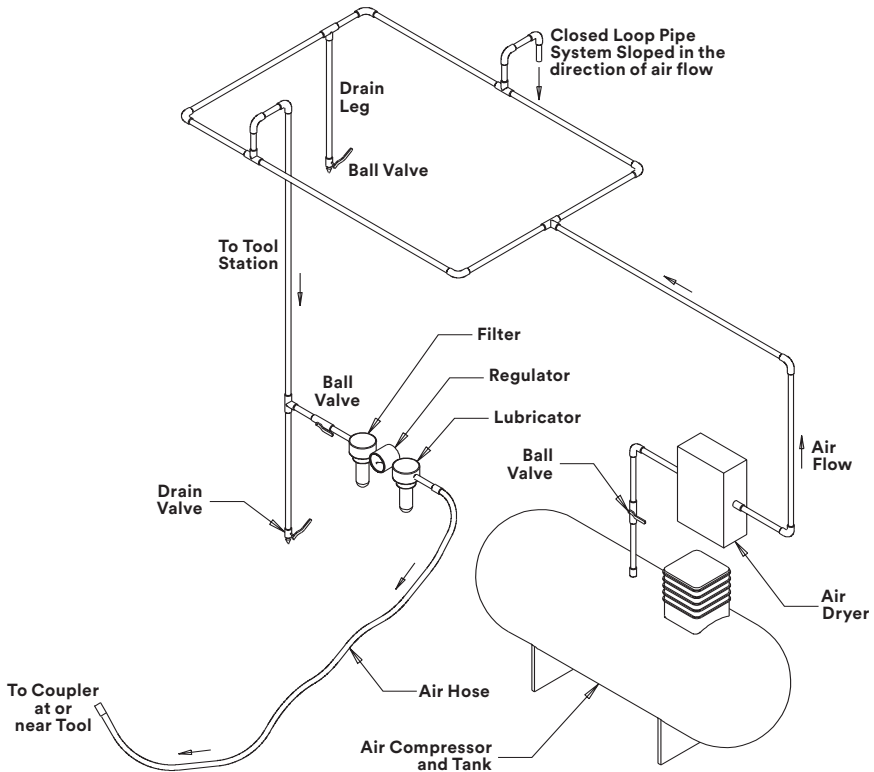 Closed Loop Pipe
System Sloped in the
direction of air flow
Drain
Leg
Ball Valve
To Tool
Station
Filter
Ball
Valve
Regulator
Lubricator
Drain
Valve
Ball
Valve
Air
Flow
Air
Dryer
Air Hose
To Coupler
at or
near Tool
Air Compressor
and Tank